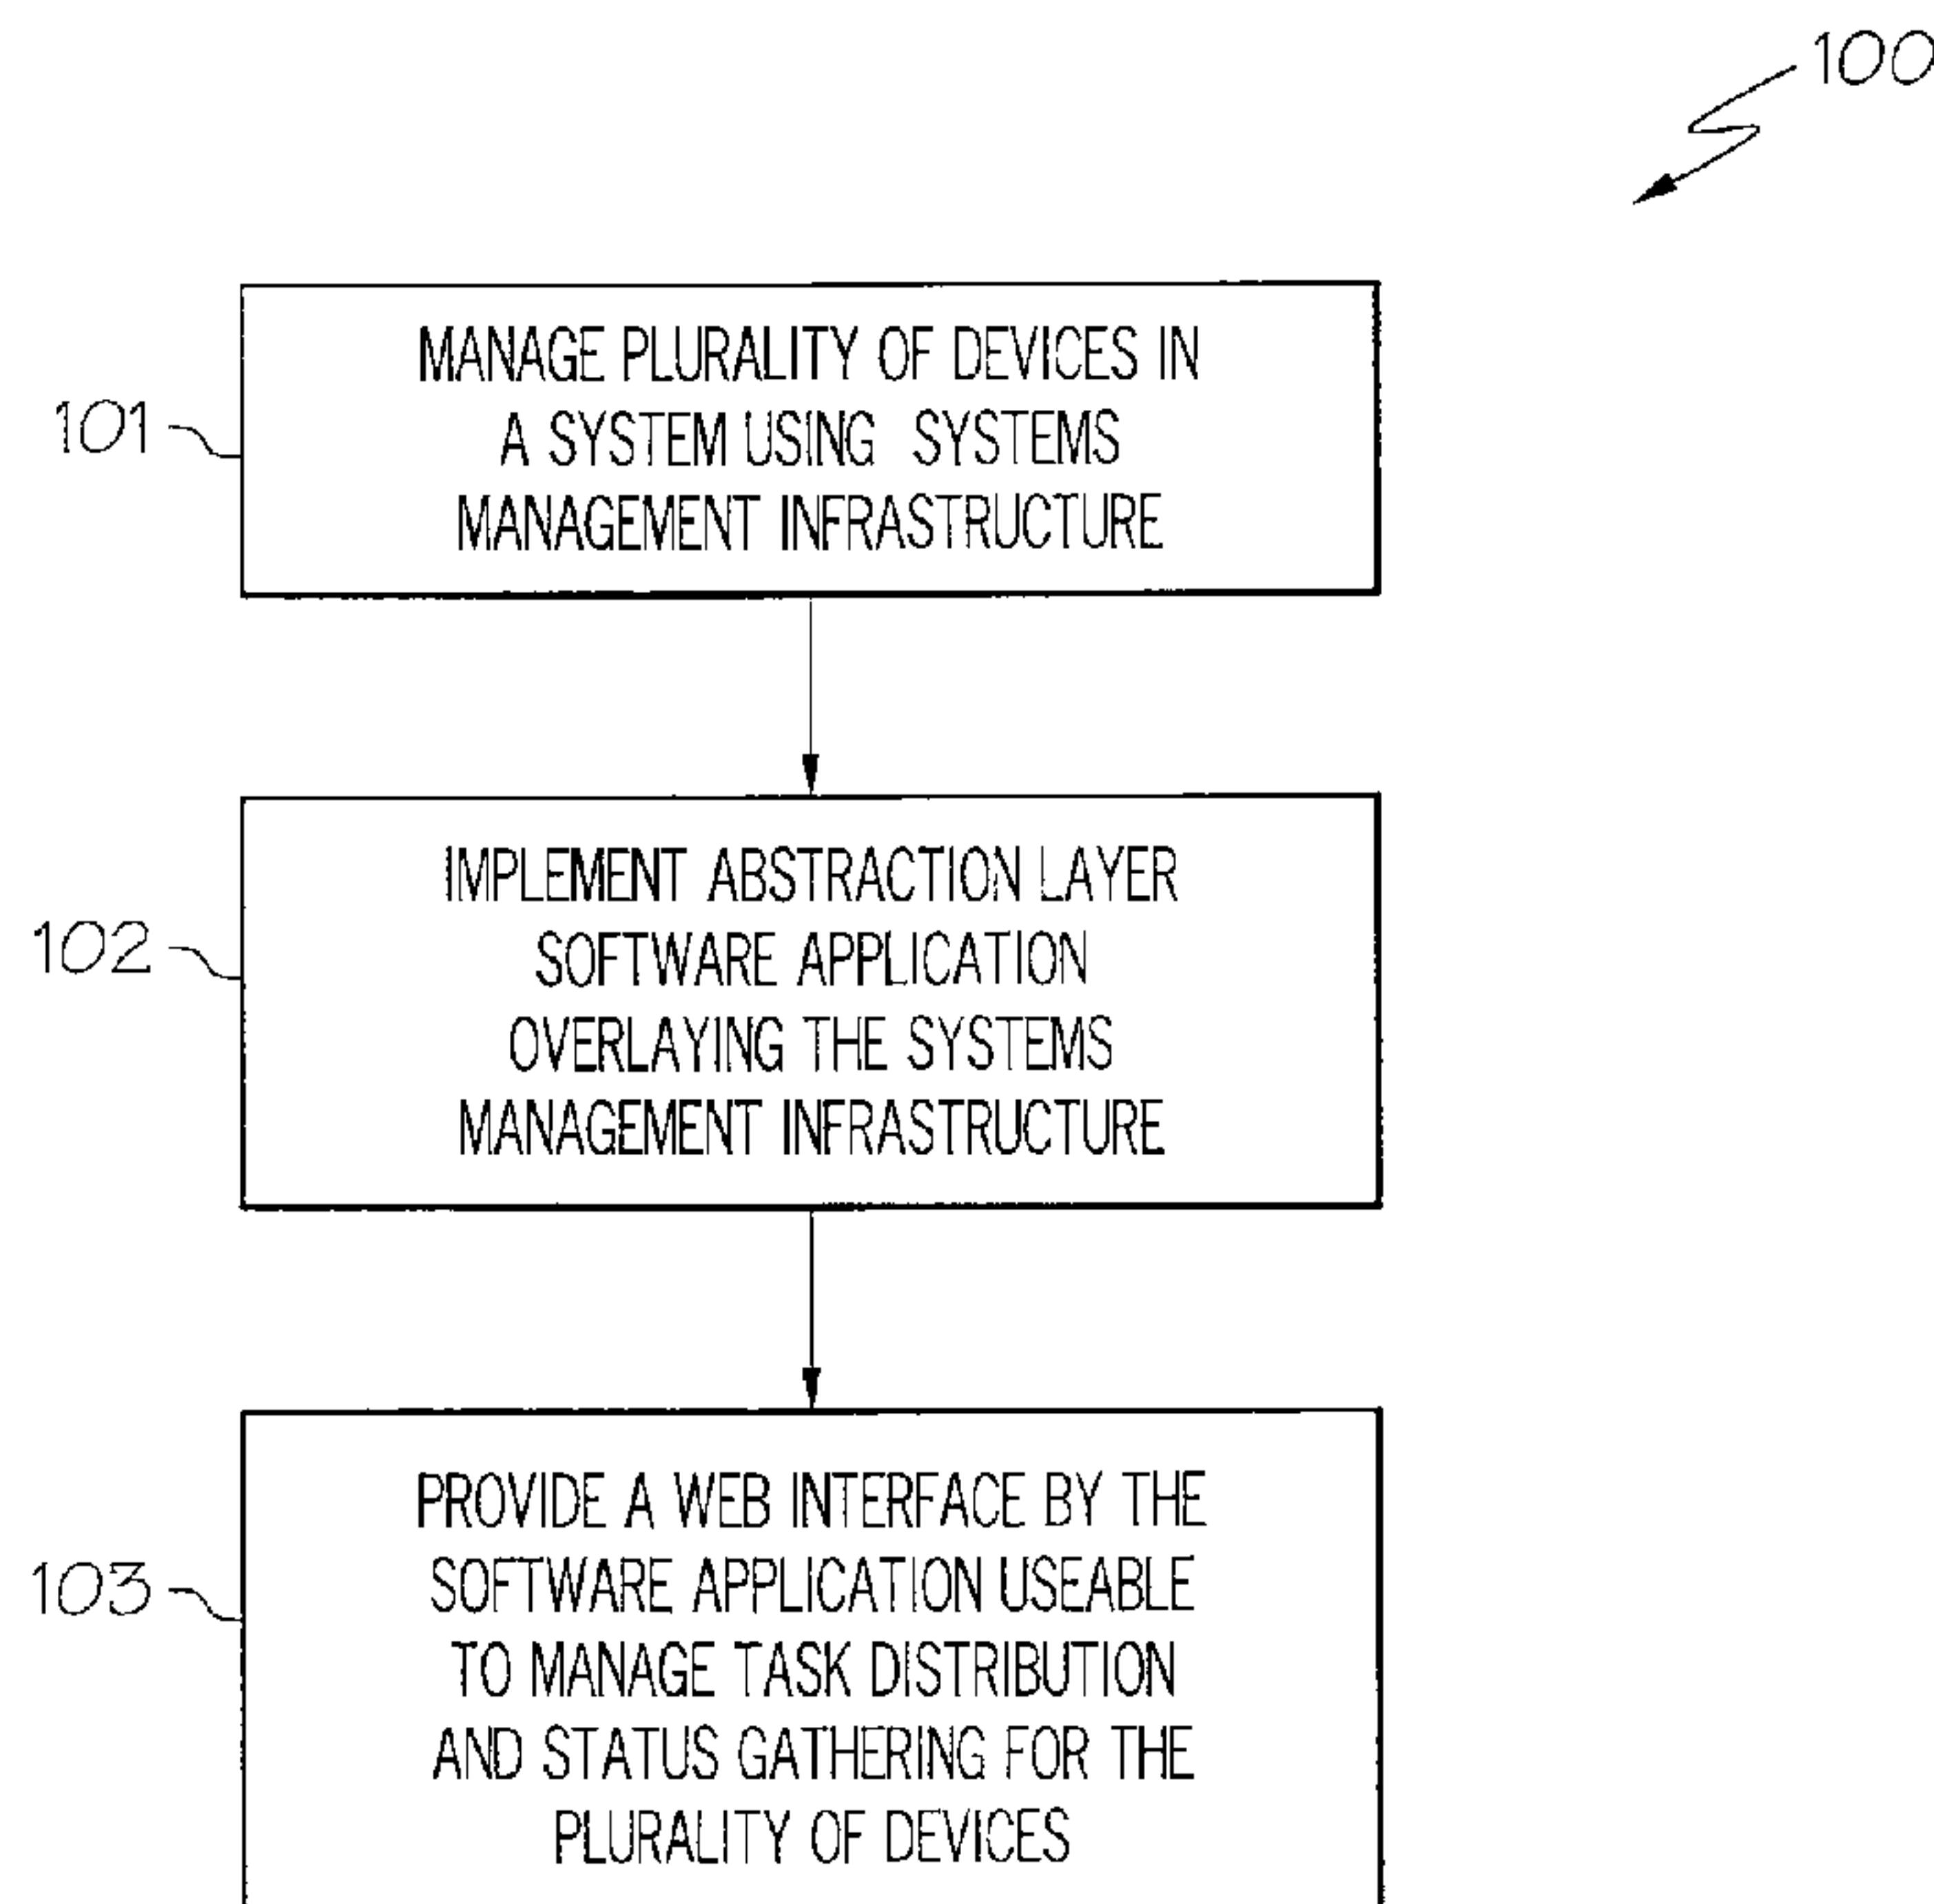 100
MANAGE PLURALITY OF DEVICES IN
A SYSTEM USING SYSTEMS
MANAGEMENT INFRASTRUCTURE
101
IMPLEMENT ABSTRACTION LAYER
SOFTWARE APPLICATION
OVERLAYING THE SYSTEMS
MANAGEMENT INFRASTRUCTURE
102
PROVIDE A WEB INTERFACE BY THE
SOFTWARE APPLICATION USEABLE
TO MANAGE TASK DISTRIBUTION
AND STATUS GATHERING FOR THE
PLURALITY OF DEVICES
103